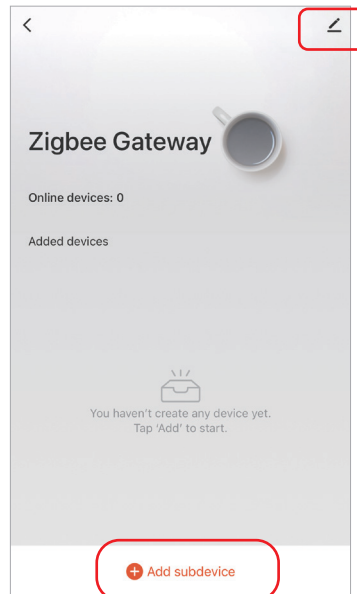 Zigbee Gateway
Online devices: 0
Added devices
You haven't create any device yet.
Tap 'Add' to start.
Add subdevice